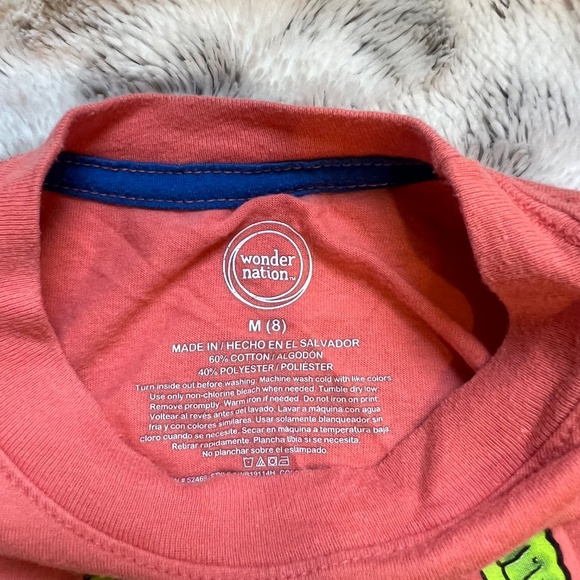 wonder
nation™
M (8)
MADE IN / HECHO EN EL SALVADOR
60% COTTON / ALGODÓN
40% POLYESTER / POLIÉSTER
Turn inside out before washing. Machine wash cold with like colors.
Use only non-chlorine bleach when needed. Tumble dry low.
Remove promptly. Warm iron if needed. Do not iron on print
Voltear al revés antes del lavado. Lavar a máquina con agua
fria y con colores similares. Usar solamente blanqueador sin
cloro cuando se necesite. Secar en máquina a temperatura baja.
Retirar rapidamente. Plancha tibia si se necesita.
No planchar sobre el estampado.